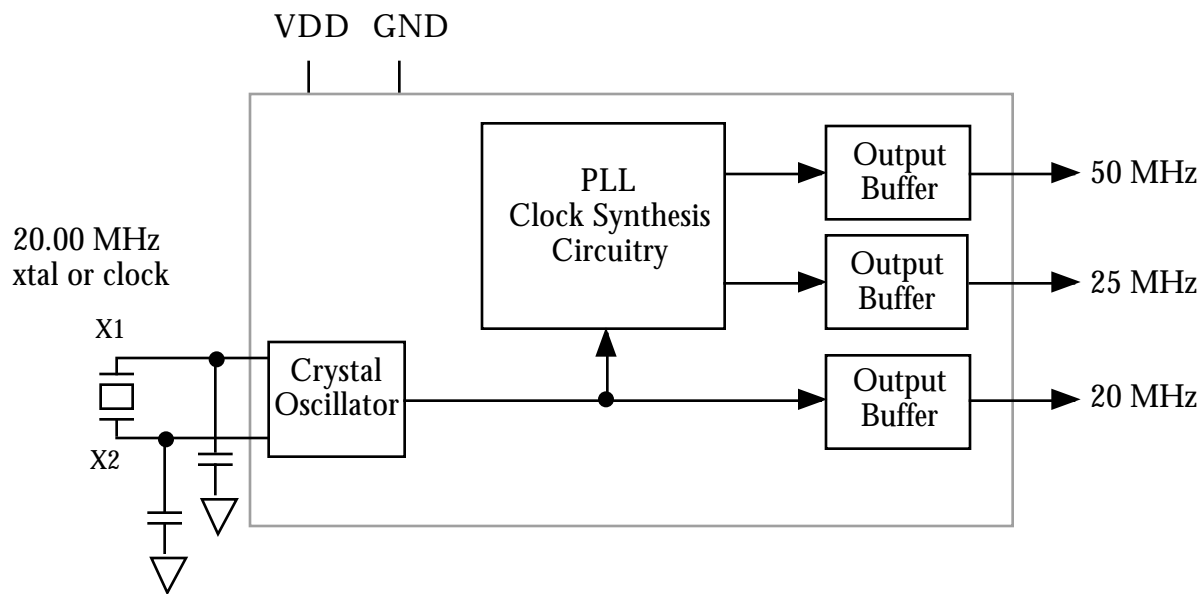 VDD GND
PLL
Clock Synthesis
Circuitry
Output
Buffer
50 MHz
Output
Buffer
25 MHz
20.00 MHz
xtal or clock
X1
X2
Crystal
Oscillator
Output
Buffer
20 MHz